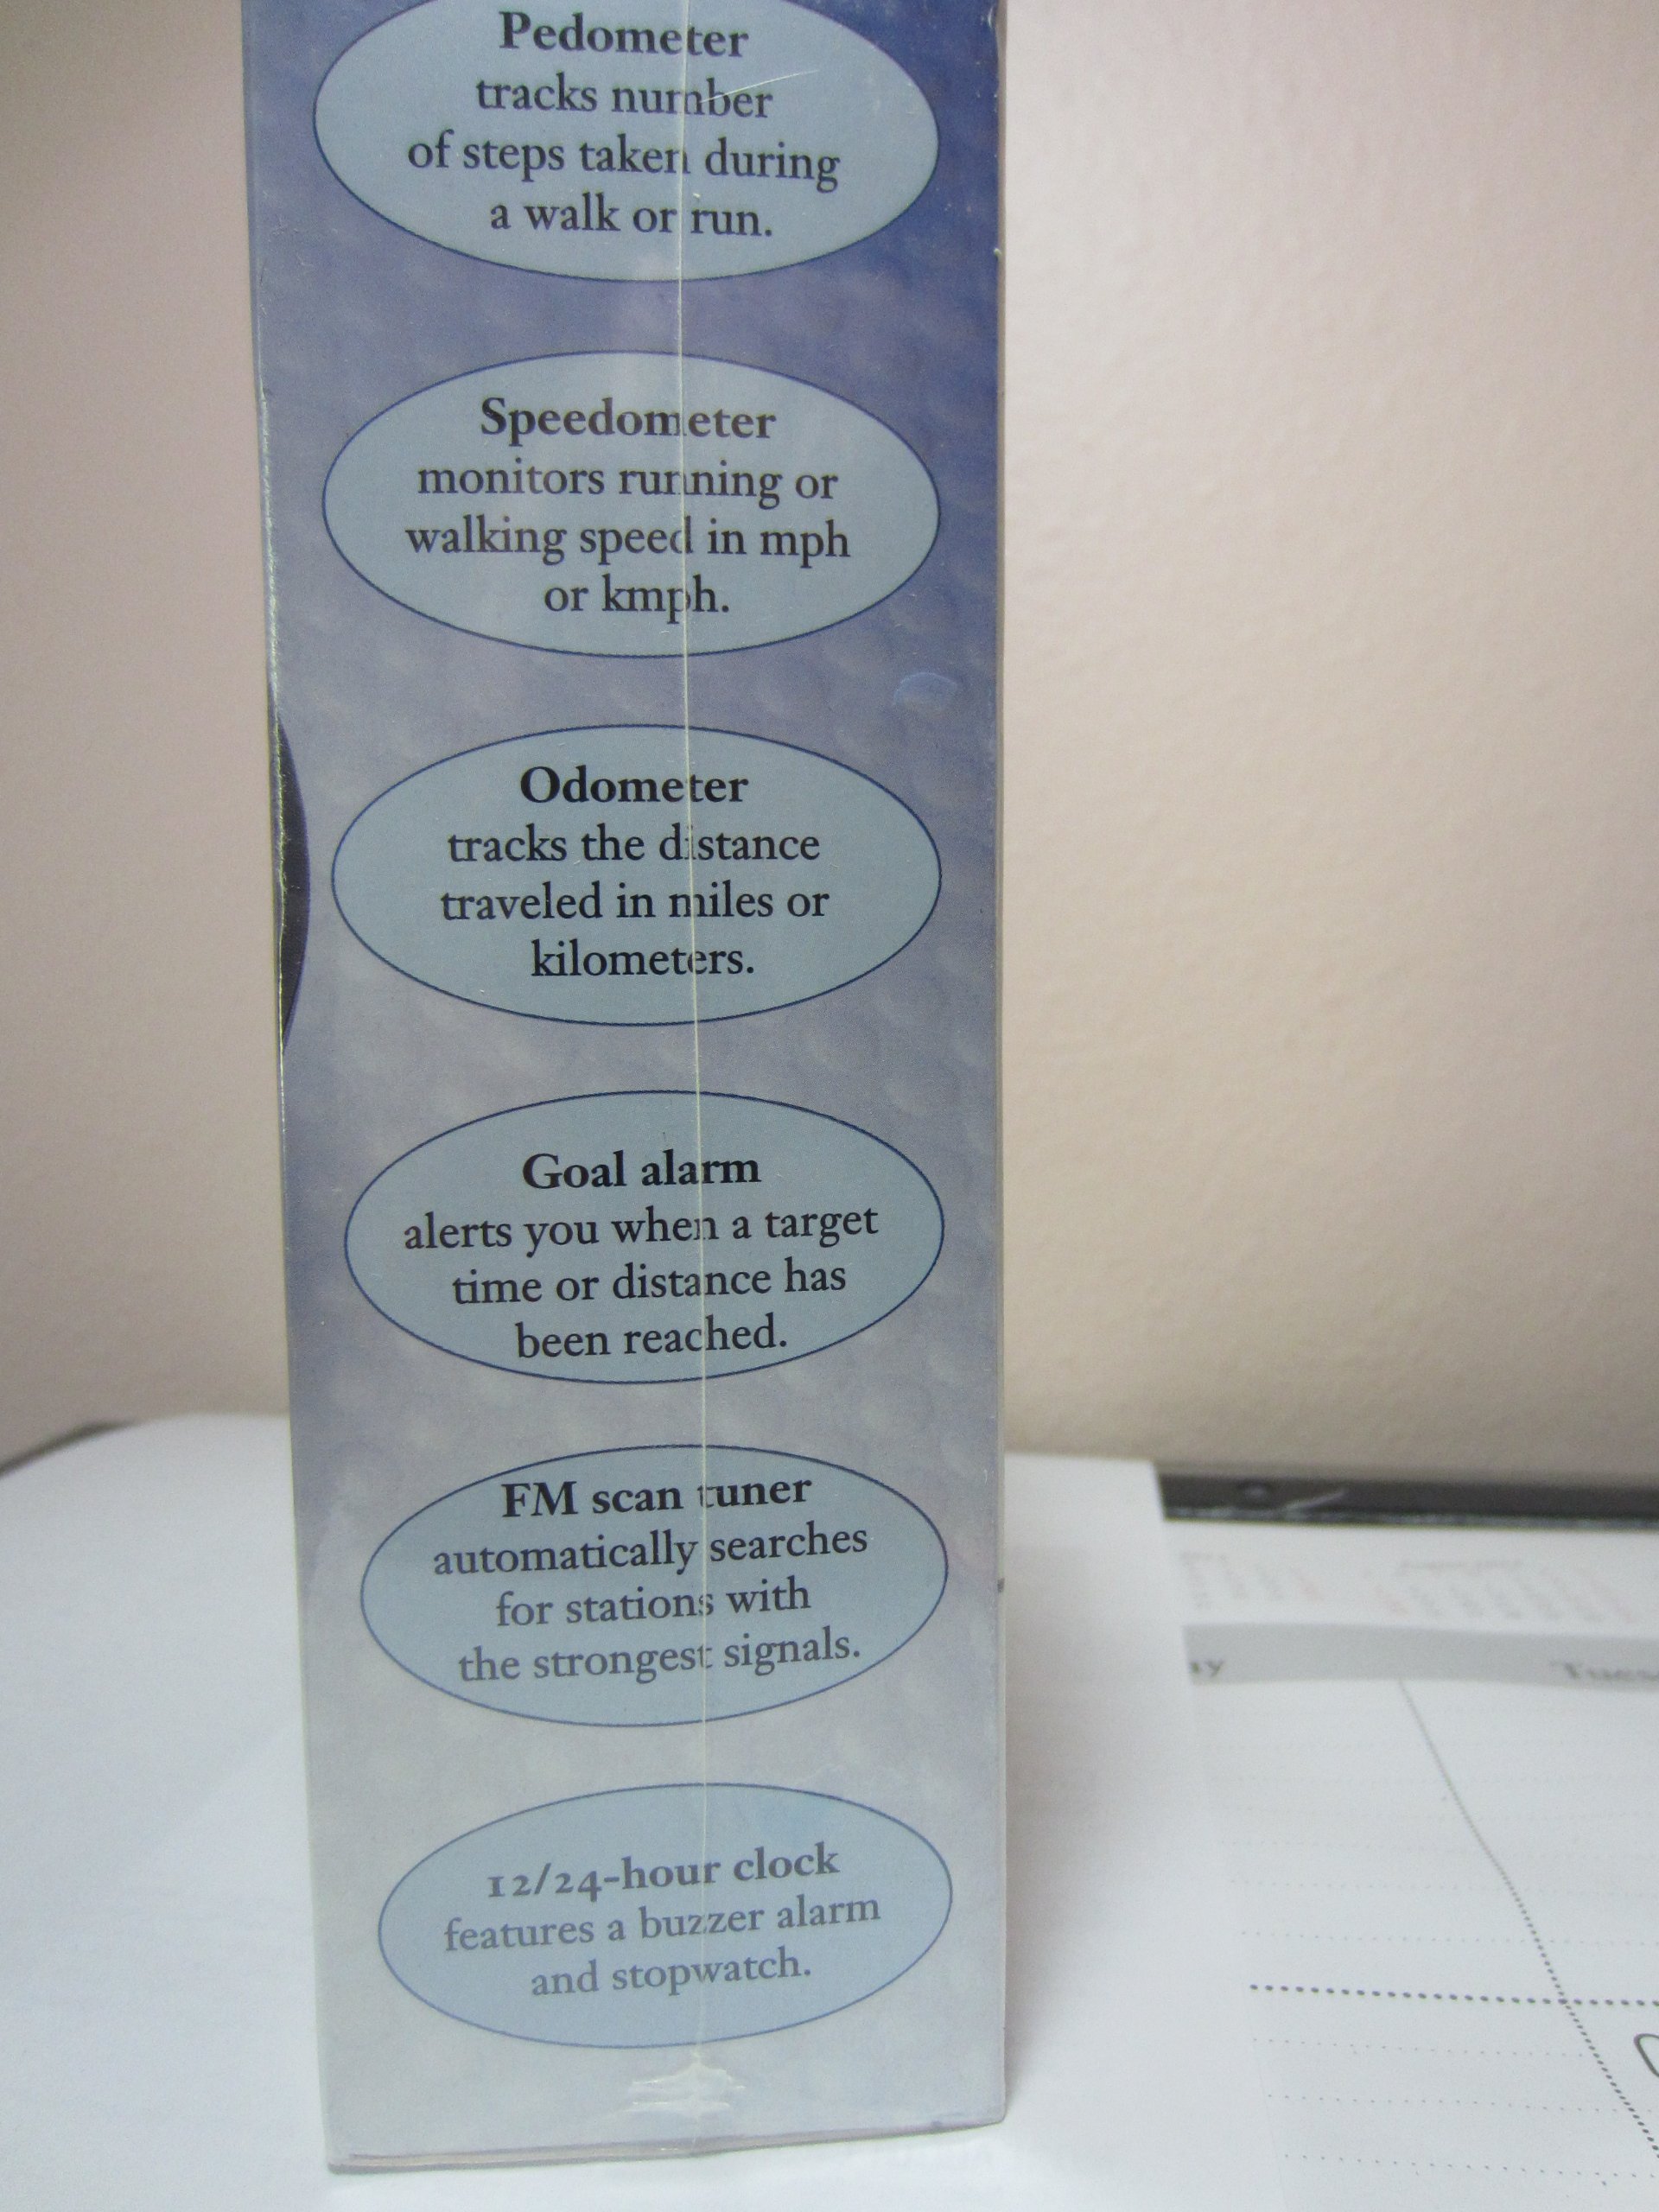 Pedometer
tracks number
of steps taken during
a walk or run.
Speedometer
monitors running or
walking speed in mph
or kmph.
Odometer
tracks the distance
traveled in miles or
kilometers.
Goal alarm
alerts you when a target
time or distance has
been reached.
FM scan tuner
automatically searches
for stations with
the strongest signals.
12/24-hour clock
features a buzzer alarm
and stopwatch.